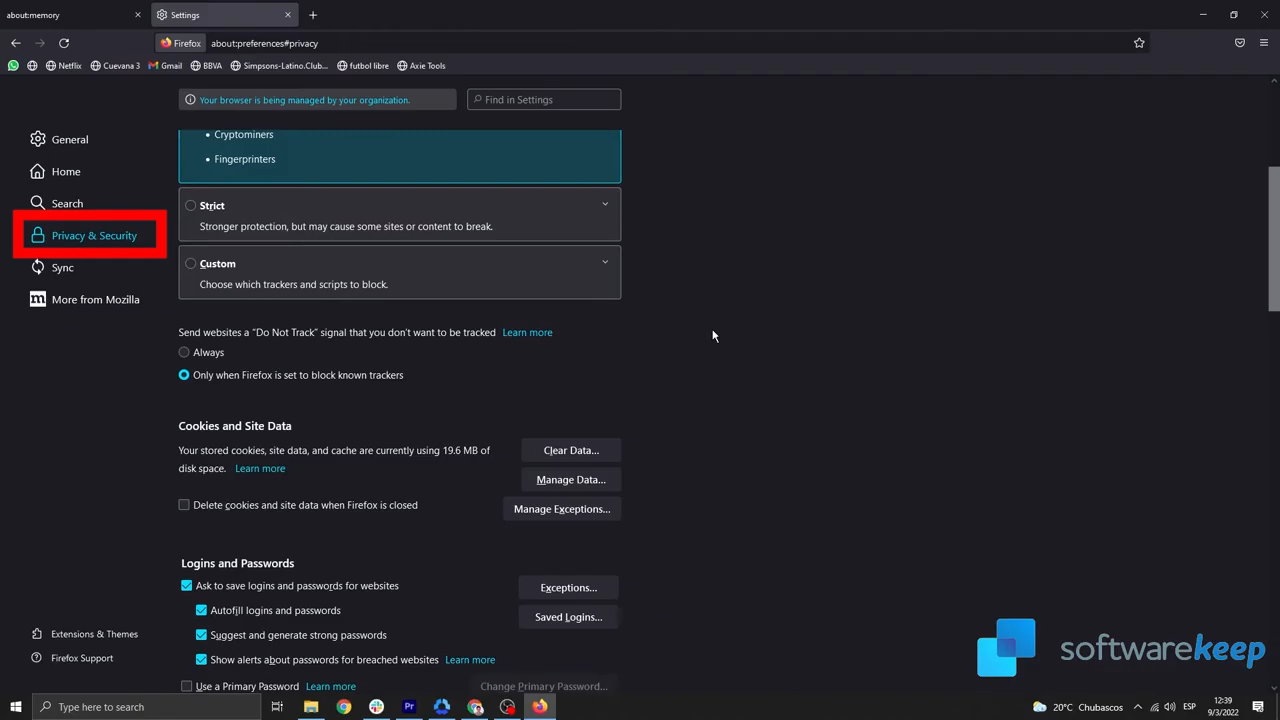 about:memory
Settings
Firefox
about:preferences#privacy
Netflix
Cuevana 3
Gmail
BBVA
Simpsons-Latino.Club...
futbol libre
Axie Tools
Your browser is being managed by your organization.
Find in Settings
General
Home
Search
Privacy & Security
Sync
More from Mozilla
Cryptominers
Fingerprinters
Strict
Stronger protection, but may cause some sites or content to break.
Custom
Choose which trackers and scripts to block.
Send websites a “Do Not Track” signal that you don’t want to be tracked Learn more
Always
Only when Firefox is set to block known trackers
Cookies and Site Data
Your stored cookies, site data, and cache are currently using 19.6 MB of
disk space. Learn more
Clear Data...
Manage Data...
Delete cookies and site data when Firefox is closed
Manage Exceptions...
Logins and Passwords
Ask to save logins and passwords for websites
Exceptions...
Autofill logins and passwords
Saved Logins...
Suggest and generate strong passwords
Show alerts about passwords for breached websites Learn more
Use a Primary Password Learn more
Change Primary Password...
Extensions & Themes
Firefox Support
softwarekeep
Type here to search
Pr
20°C Chubascos
ESP
12:39
9/3/2022